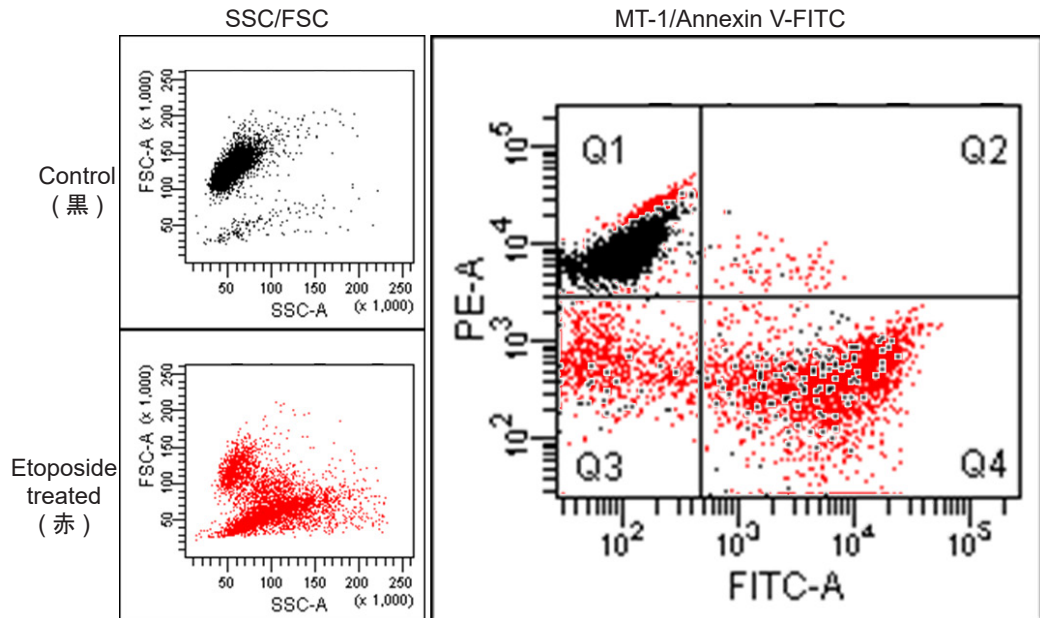 SSC/FSC
MT-1/Annexin V-FITC
Control
( 黒 )
FSC-A (x 1,000)
250
200
150
100
50
50 100 150 200 250
SSC-A (x 1,000)
Etoposide
treated
( 赤 )
FSC-A (x 1,000)
250
200
150
100
50
50 100 150 200 250
SSC-A (x 1,000)
PE-A
10^5
10^4
10^3
10^2
Q1 Q2
Q3 Q4
10^2 10^3 10^4 10^5
FITC-A